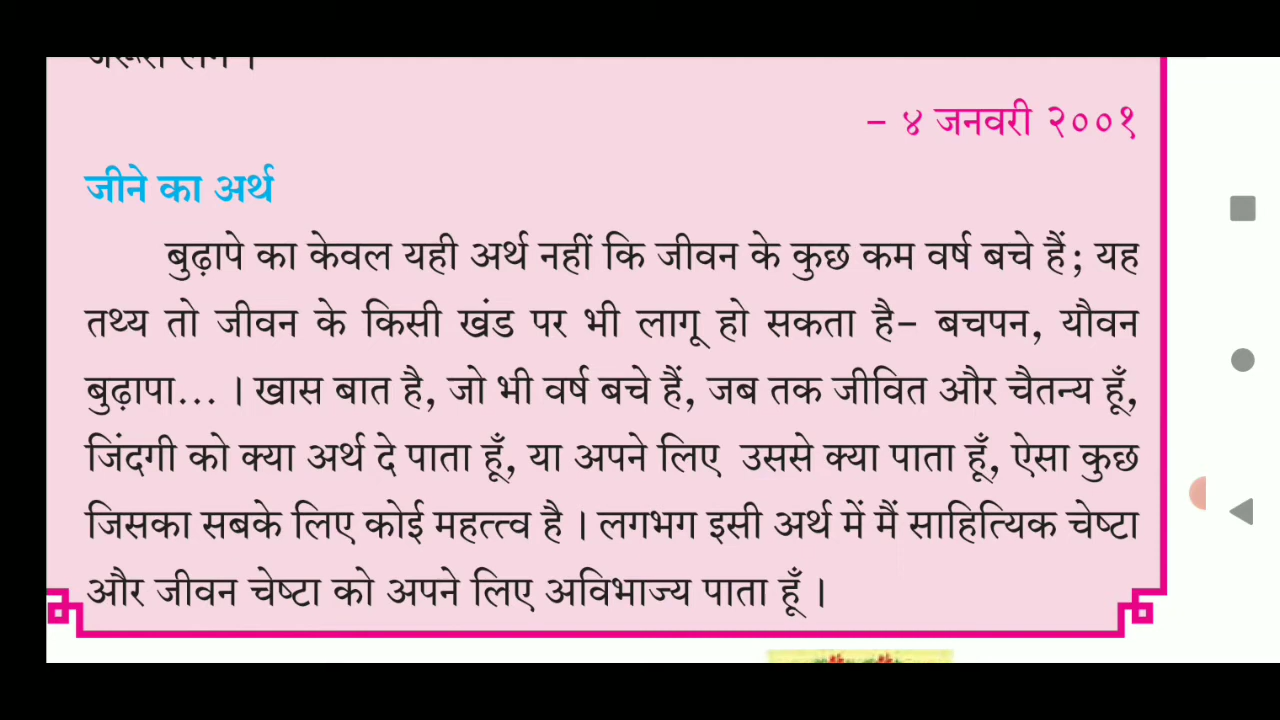 – ४ जनवरी २००१
जीने का अर्थ
बुढ़ापे का केवल यही अर्थ नहीं कि जीवन के कुछ कम वर्ष बचे हैं; यह
तथ्य तो जीवन के किसी खंड पर भी लागू हो सकता है– बचपन, यौवन
बुढ़ापा... । खास बात है, जो भी वर्ष बचे हैं, जब तक जीवित और चैतन्य हूँ,
जिंदगी को क्या अर्थ दे पाता हूँ, या अपने लिए उससे क्या पाता हूँ, ऐसा कुछ
जिसका सबके लिए कोई महत्त्व है । लगभग इसी अर्थ में मैं साहित्यिक चेष्टा
और जीवन चेष्टा को अपने लिए अविभाज्य पाता हूँ ।